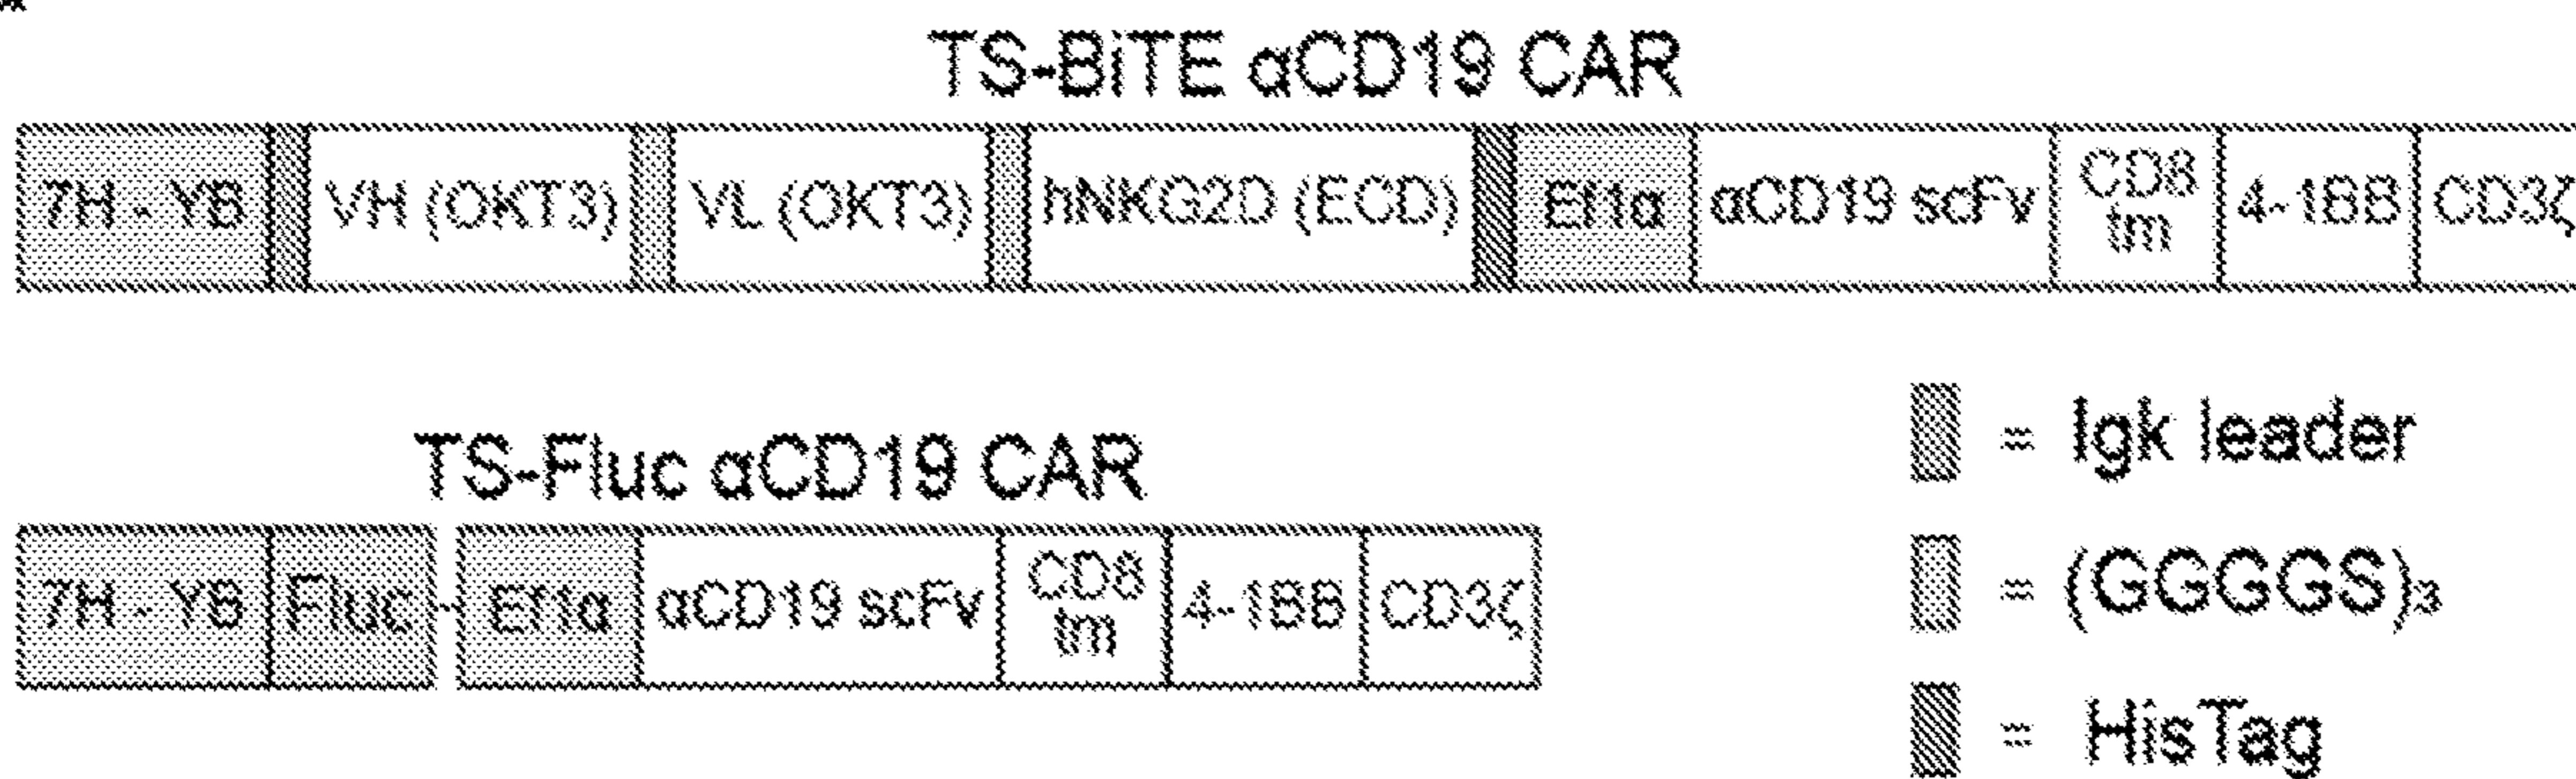 TS-BiTE αCD19 CAR
7H - YB VH (OKT3) VL (OKT3) hNKG2D (ECD) Ef1α αCD19 scFv CD8 tm 4-1BB CD3ζ
TS-Fluc αCD19 CAR
7H - YB Fluc - Ef1α αCD19 scFv CD8 tm 4-1BB CD3ζ
= Igk leader
= (GGGGS)₃
= HisTag